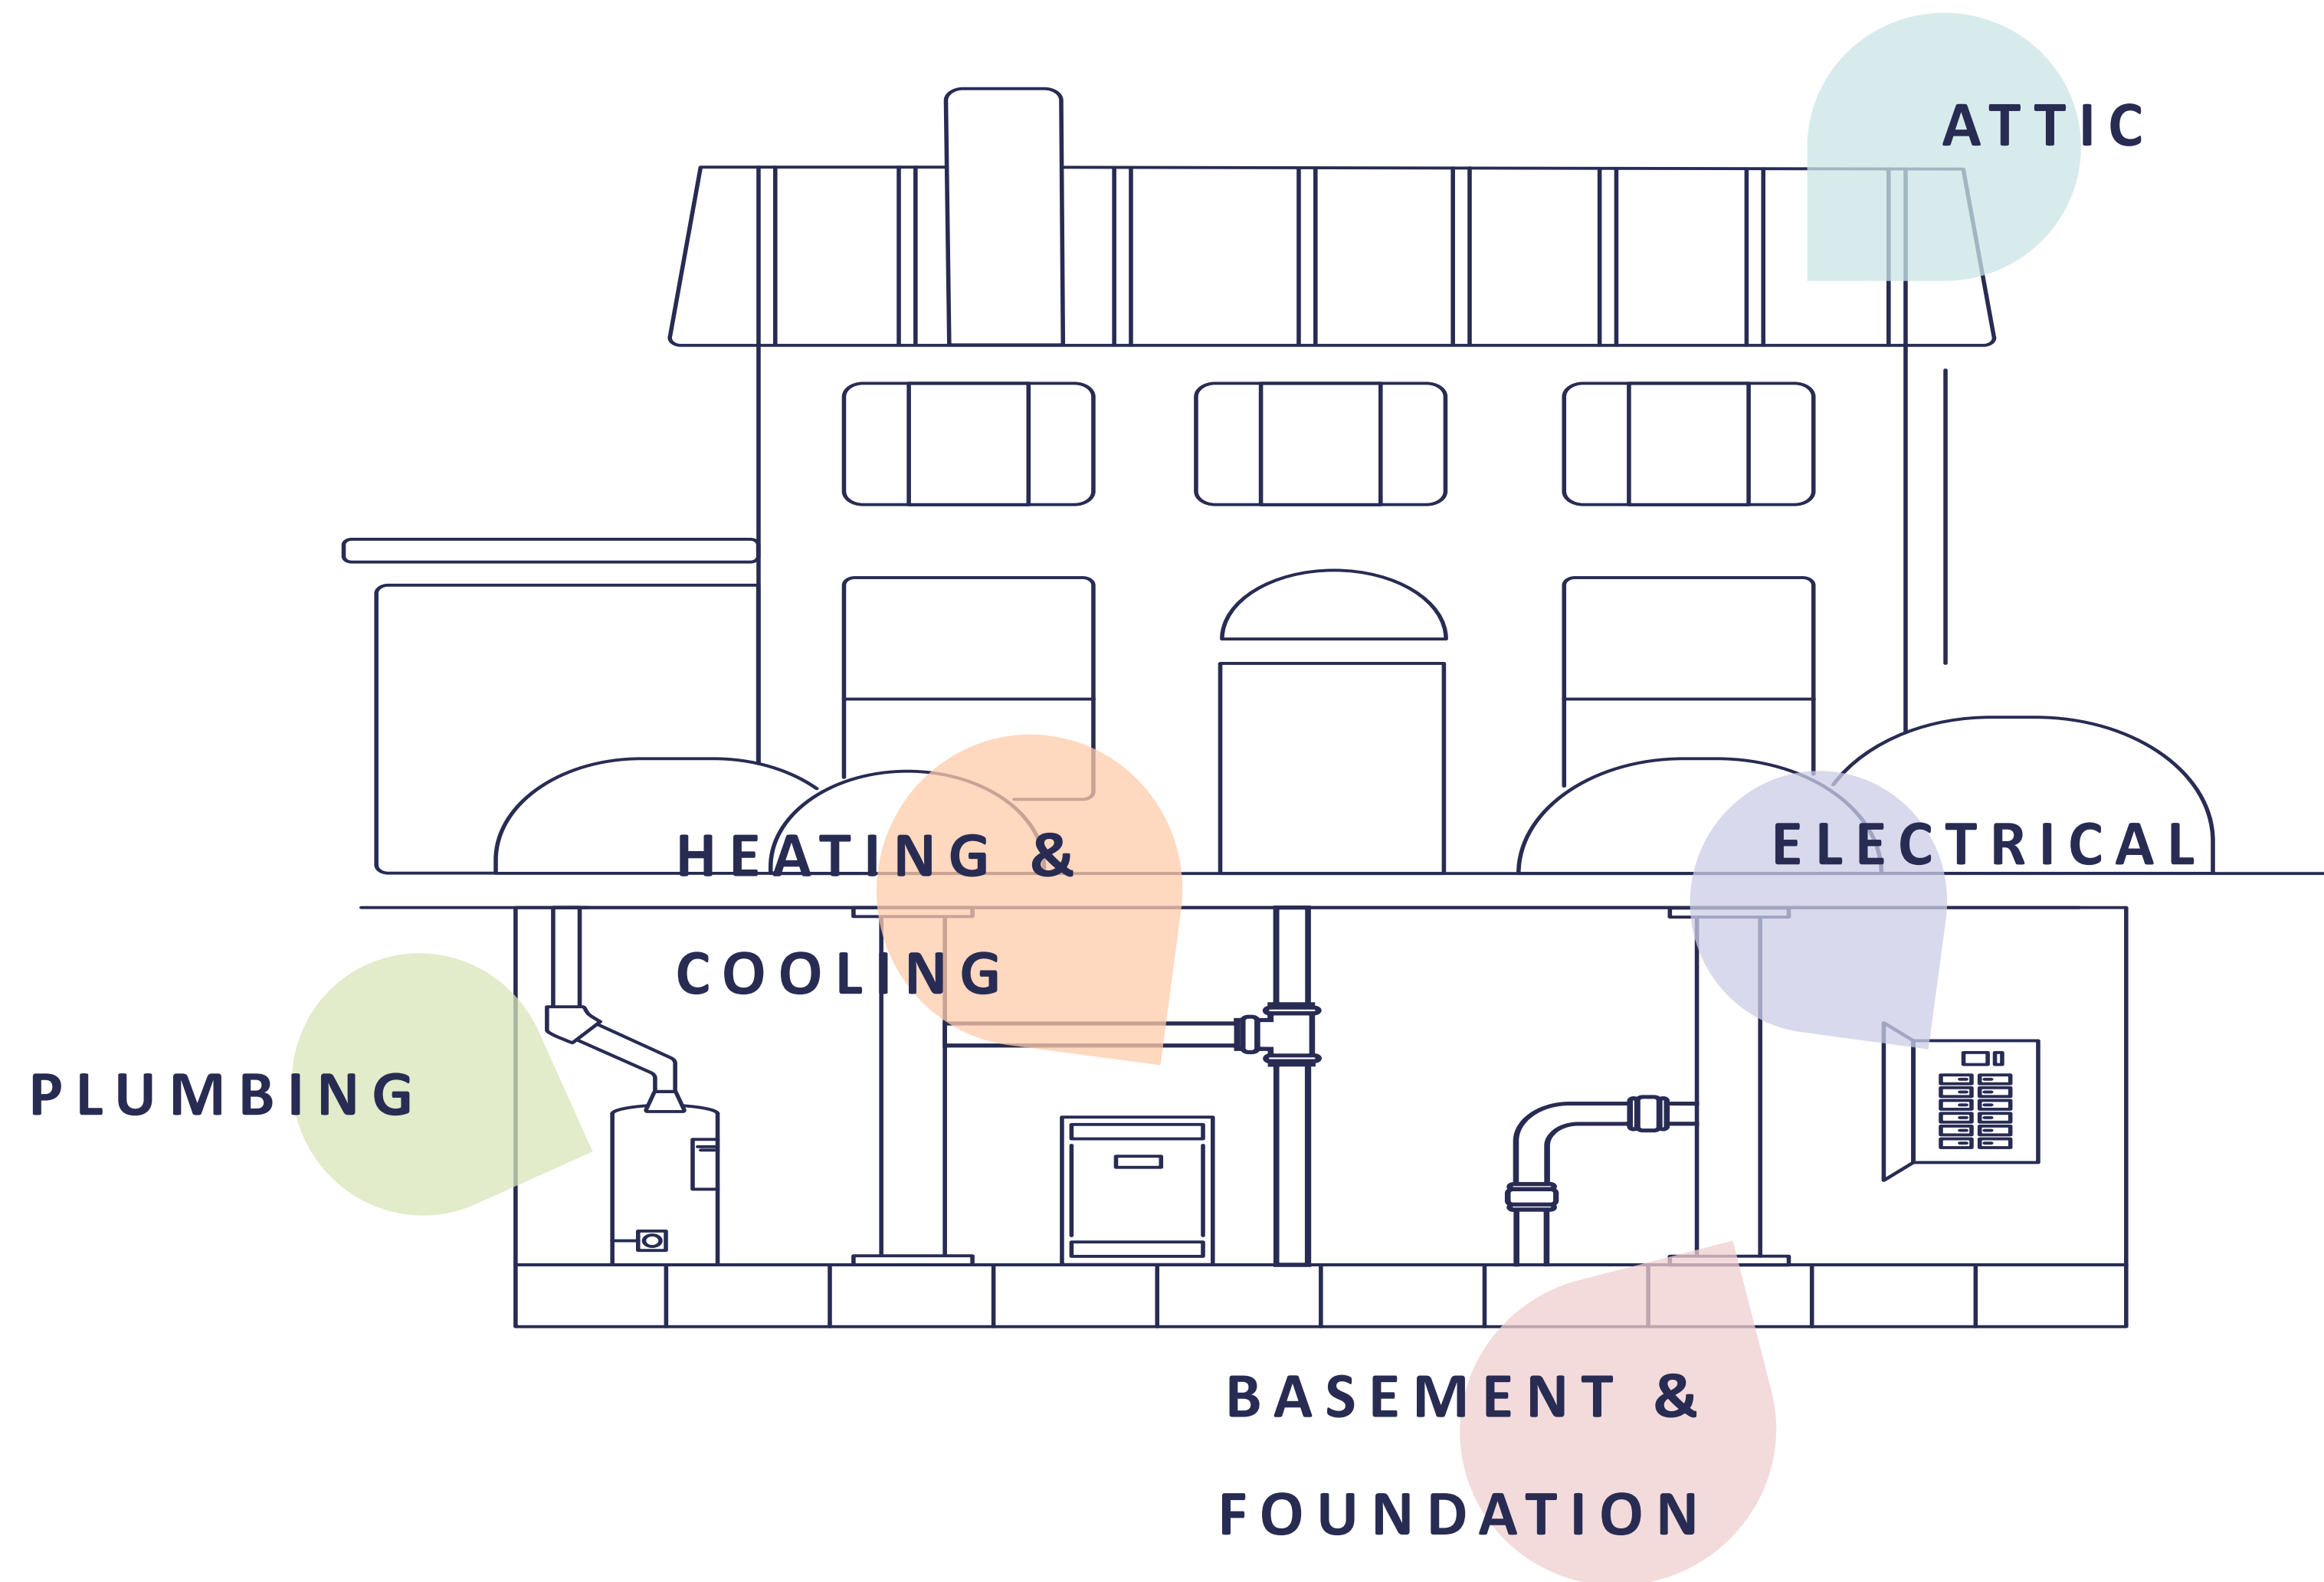 ATTIC
HEATING &
COOLING
ELECTRICAL
PLUMBING
BASEMENT &
FOUNDATION